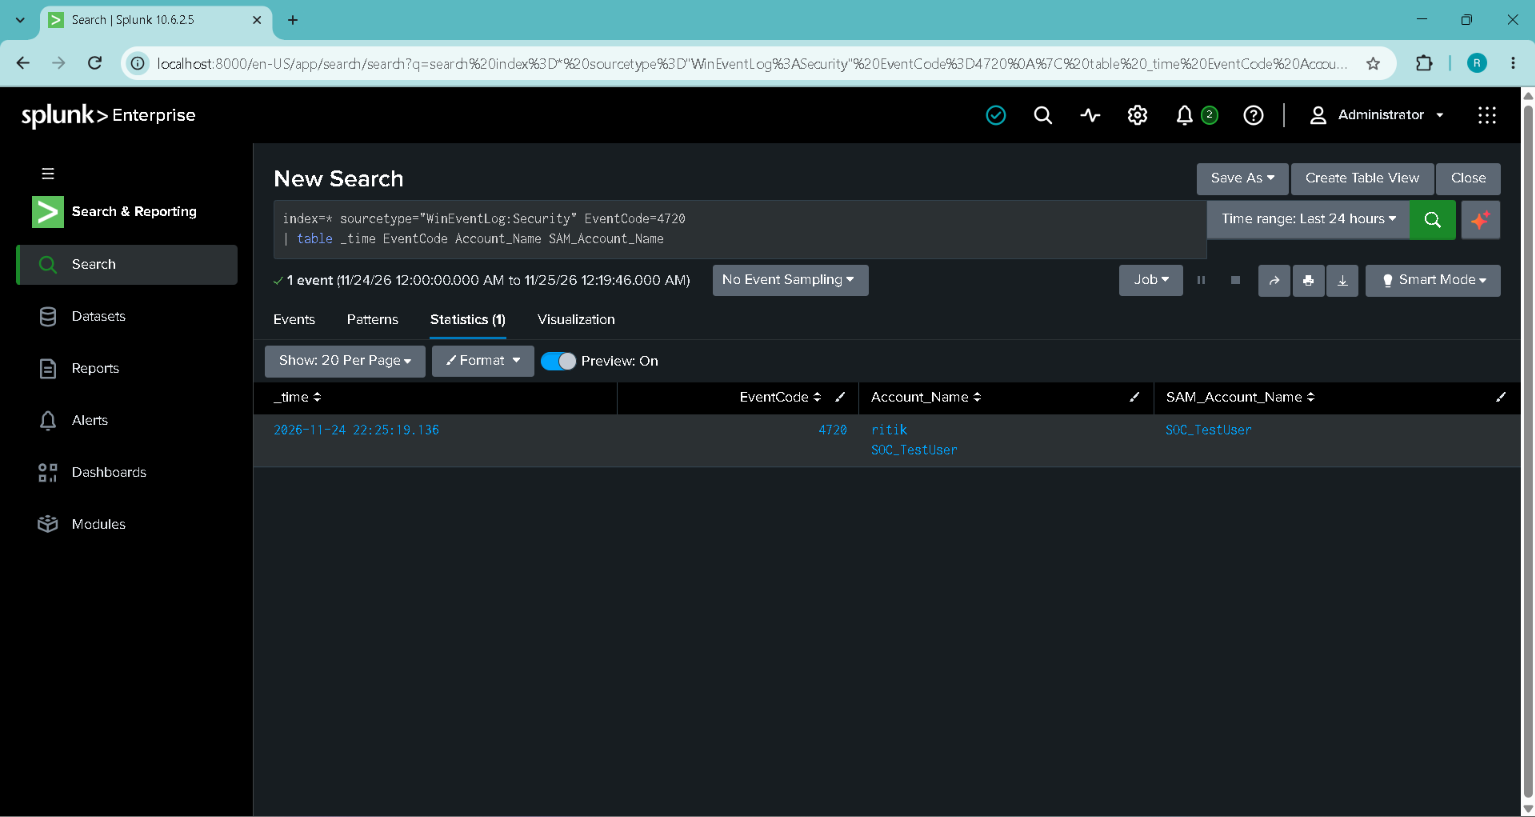 Search | Splunk 10.6.2.5
localhost:8000/en-US/app/search/search?q=search%20index%3D*%20sourcetype%3D"WinEventLog%3ASecurity"%20EventCode%3D4720%0A%7C%20table%20_time%20EventCode%20Accou...
R
splunk>Enterprise
2
Administrator
Search & Reporting
Search
Datasets
Reports
Alerts
Dashboards
Modules
New Search
Save As
Create Table View
Close
index=* sourcetype="WinEventLog:Security" EventCode=4720
| table _time EventCode Account_Name SAM_Account_Name
Time range: Last 24 hours
1 event (11/24/26 12:00:00.000 AM to 11/25/26 12:19:46.000 AM)
No Event Sampling
Job
Smart Mode
Events
Patterns
Statistics (1)
Visualization
Show: 20 Per Page
Format
Preview: On
_time
EventCode
Account_Name
SAM_Account_Name
2026-11-24 22:25:19.136
4720
ritik
SOC_TestUser
SOC_TestUser